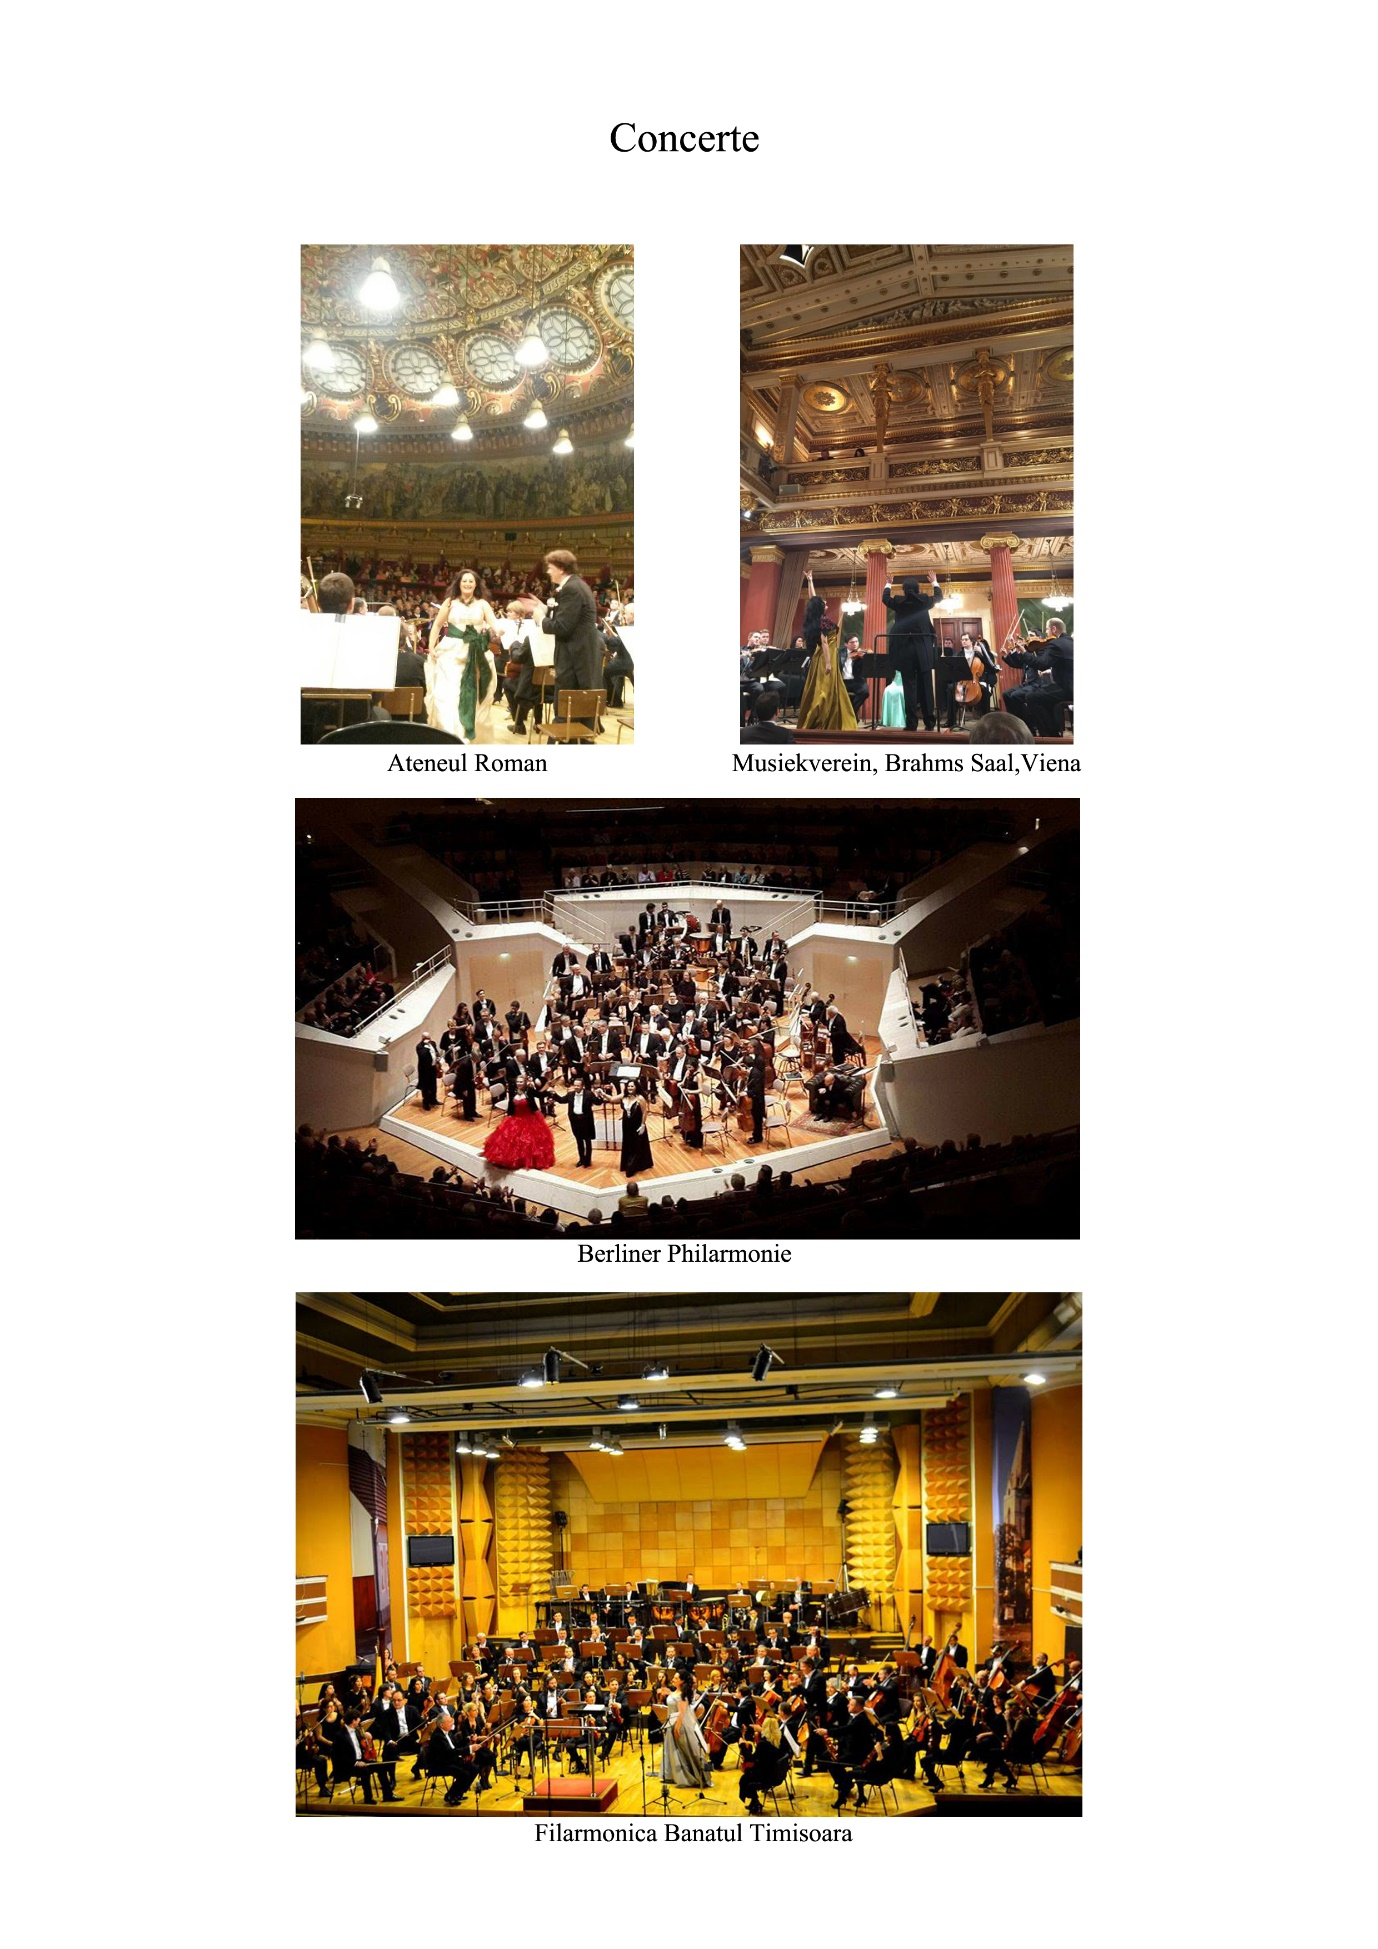 Concerte
Ateneul Roman
Musiekverein, Brahms Saal,Viena
Berliner Philarmonie
Filarmonica Banatul Timisoara